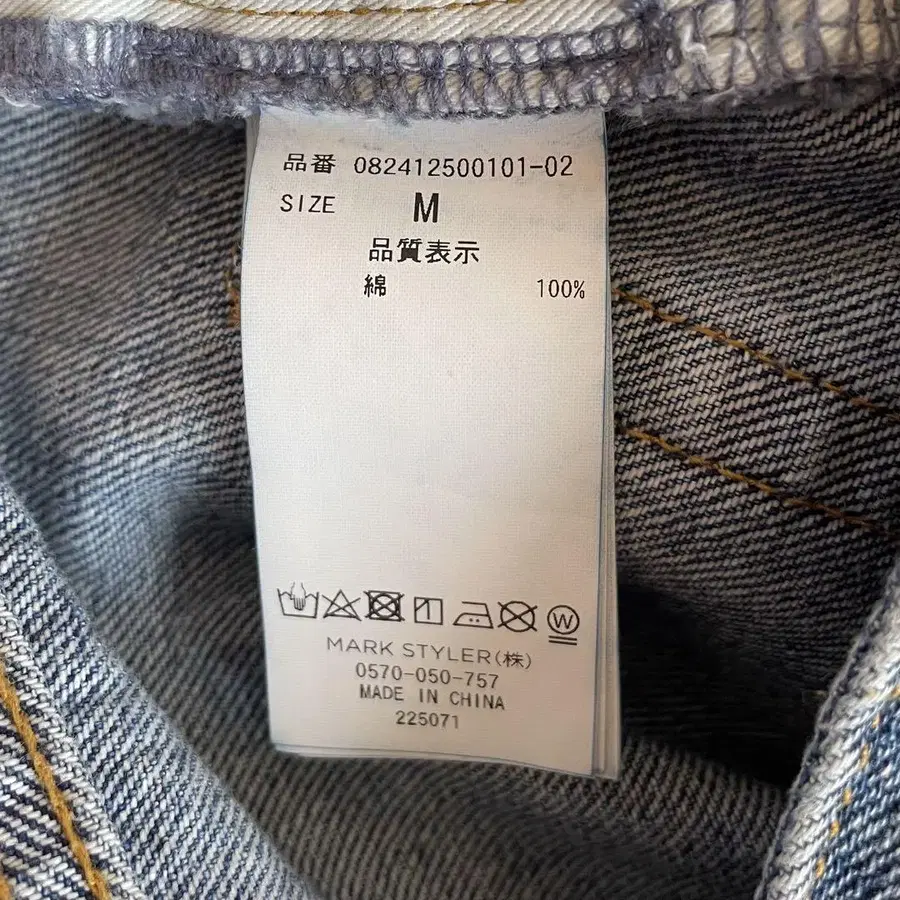 品番 082412500101-02
SIZE M
品質表示
綿 100%
W
MARK STYLER(株)
0570-050-757
MADE IN CHINA
225071